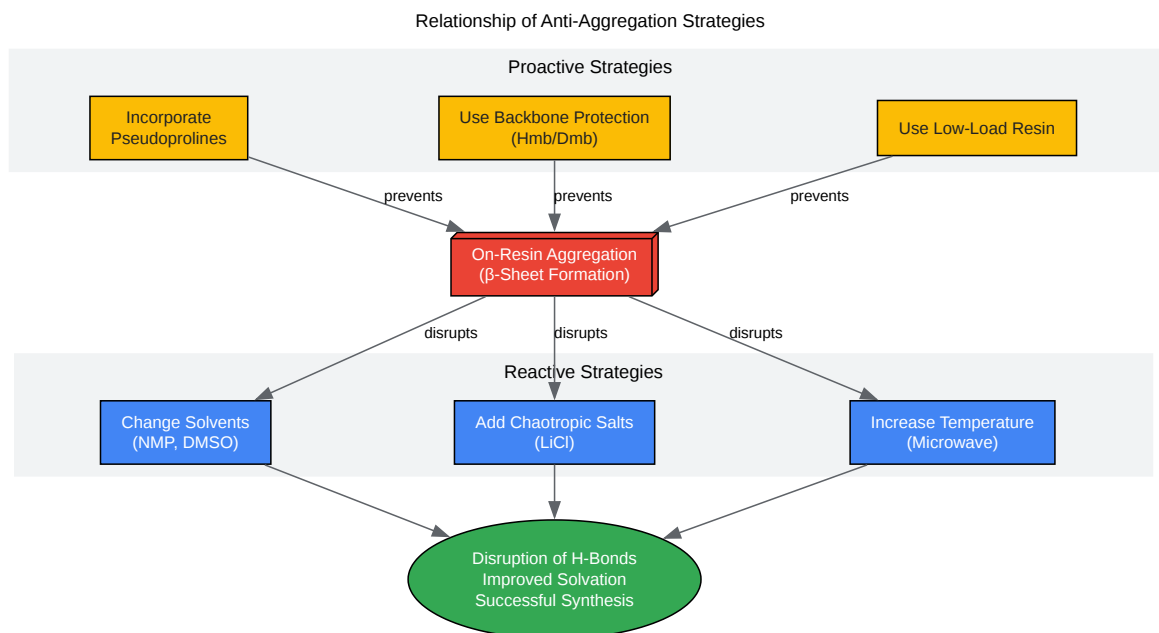 Relationship of Anti-Aggregation Strategies
Proactive Strategies
Incorporate
Pseudoprolines
Use Backbone Protection
(Hmb/Dmb)
Use Low-Load Resin
prevents
prevents
prevents
On-Resin Aggregation
(β-Sheet Formation)
disrupts
disrupts
disrupts
Reactive Strategies
Change Solvents
(NMP, DMSO)
Add Chaotropic Salts
(LiCl)
Increase Temperature
(Microwave)
Disruption of H-Bonds
Improved Solvation
Successful Synthesis